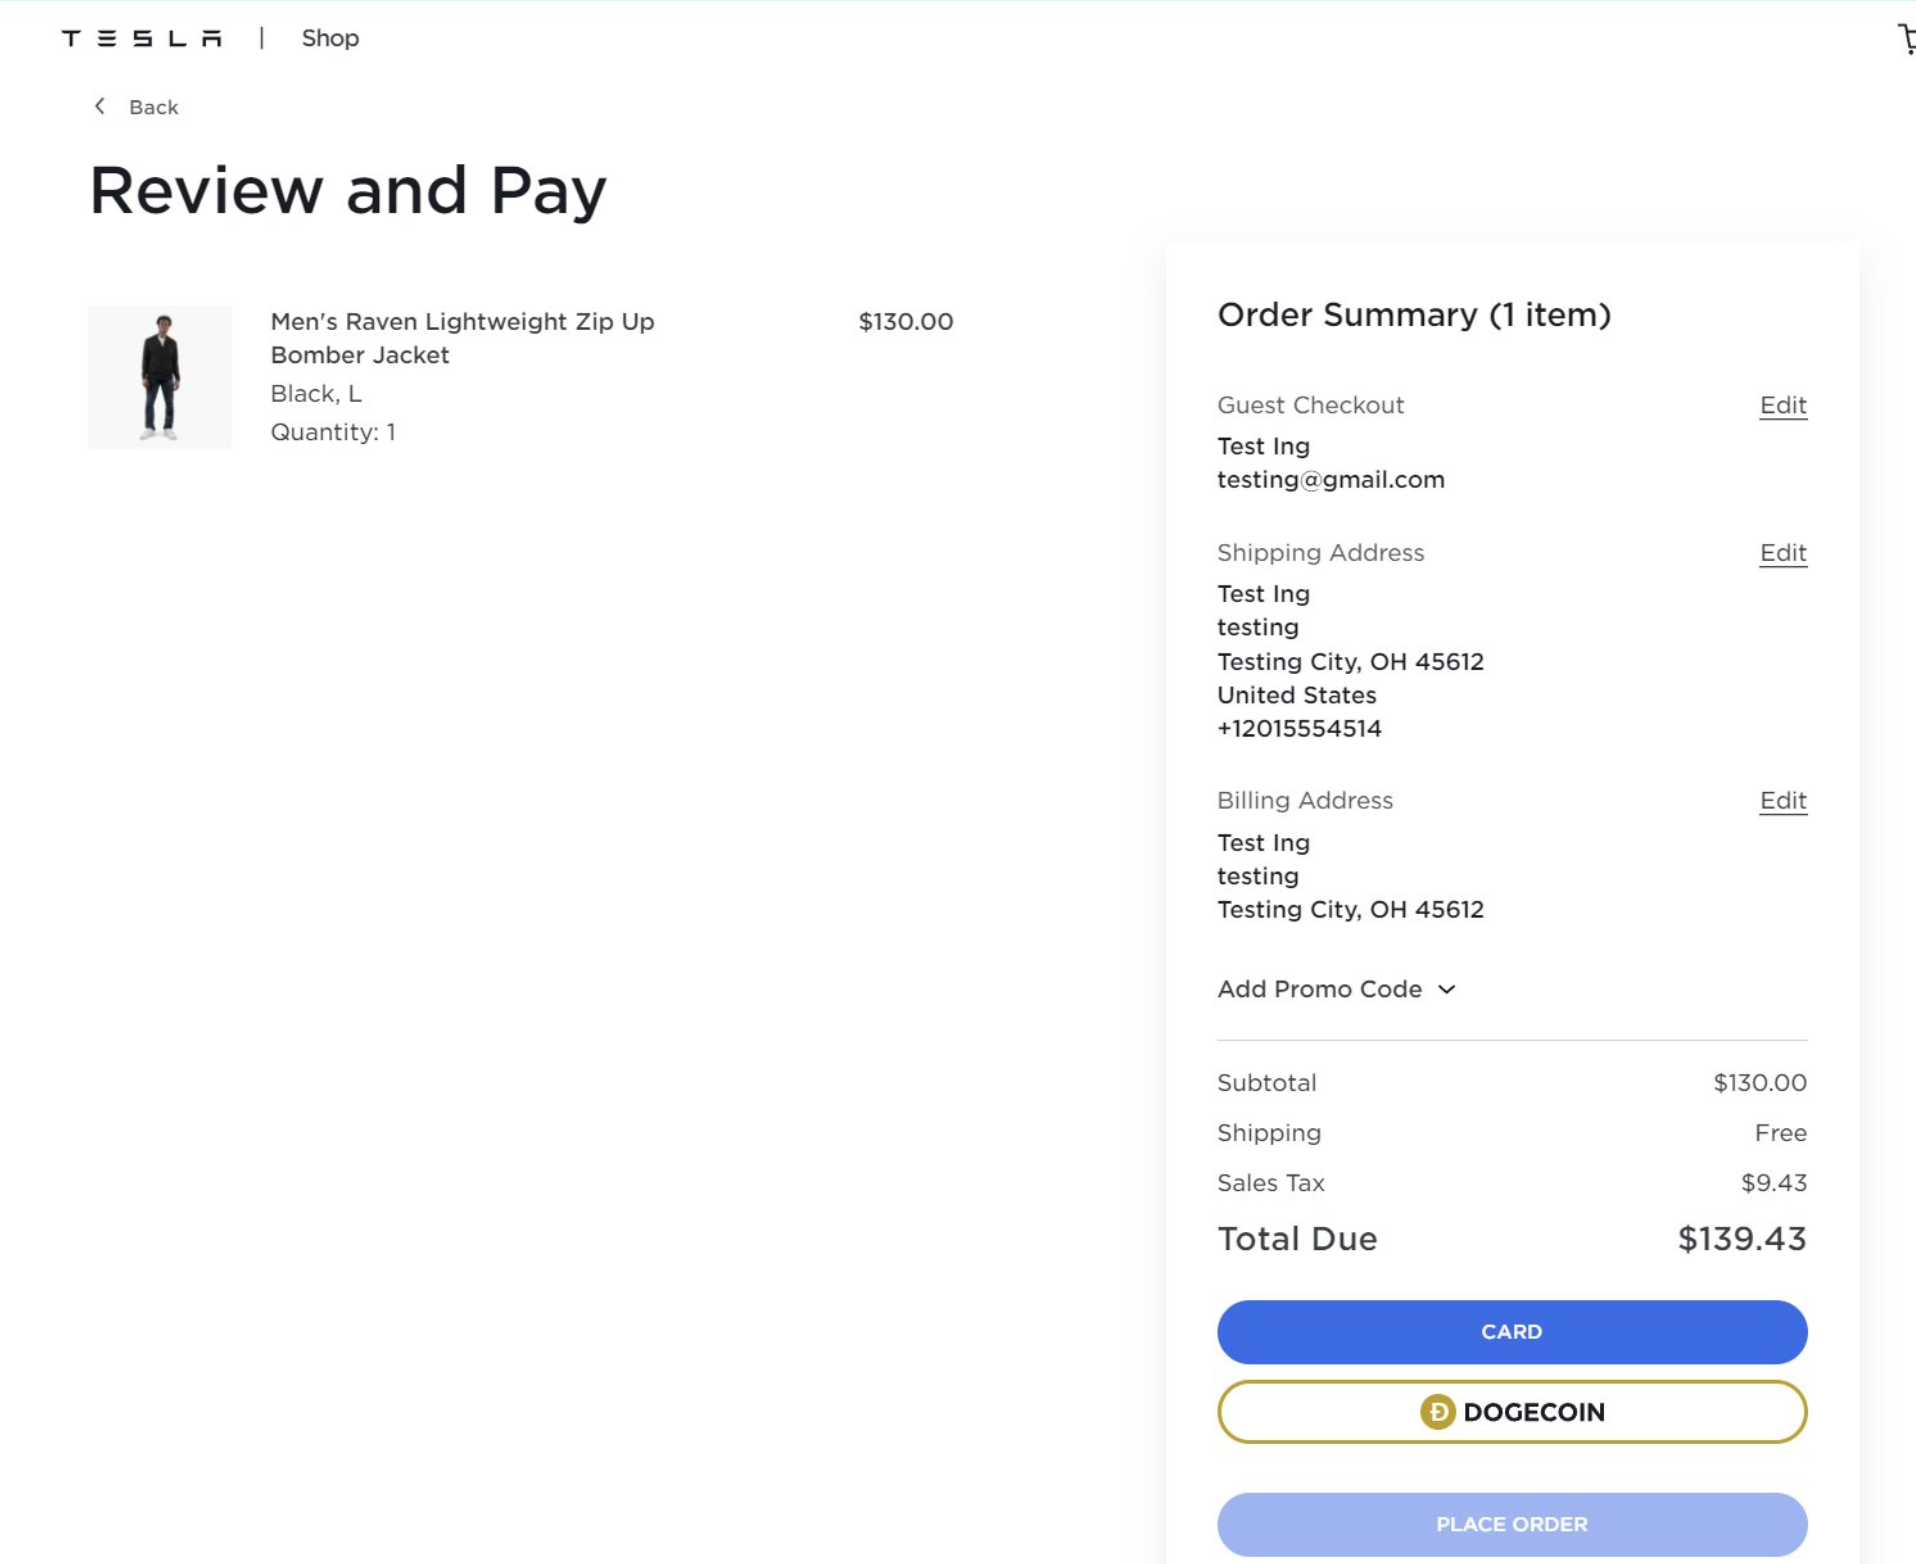 TESLA | Shop
Back
Review and Pay
Men's Raven Lightweight Zip Up
Bomber Jacket
$130.00
Black, L
Quantity: 1
Order Summary (1 item)
Guest Checkout
Edit
Test Ing
testing@gmail.com
Shipping Address
Edit
Test Ing
testing
Testing City, OH 45612
United States
+12015554514
Billing Address
Edit
Test Ing
testing
Testing City, OH 45612
Add Promo Code
Subtotal $130.00
Shipping Free
Sales Tax $9.43
Total Due $139.43
CARD
DOGECOIN
PLACE ORDER